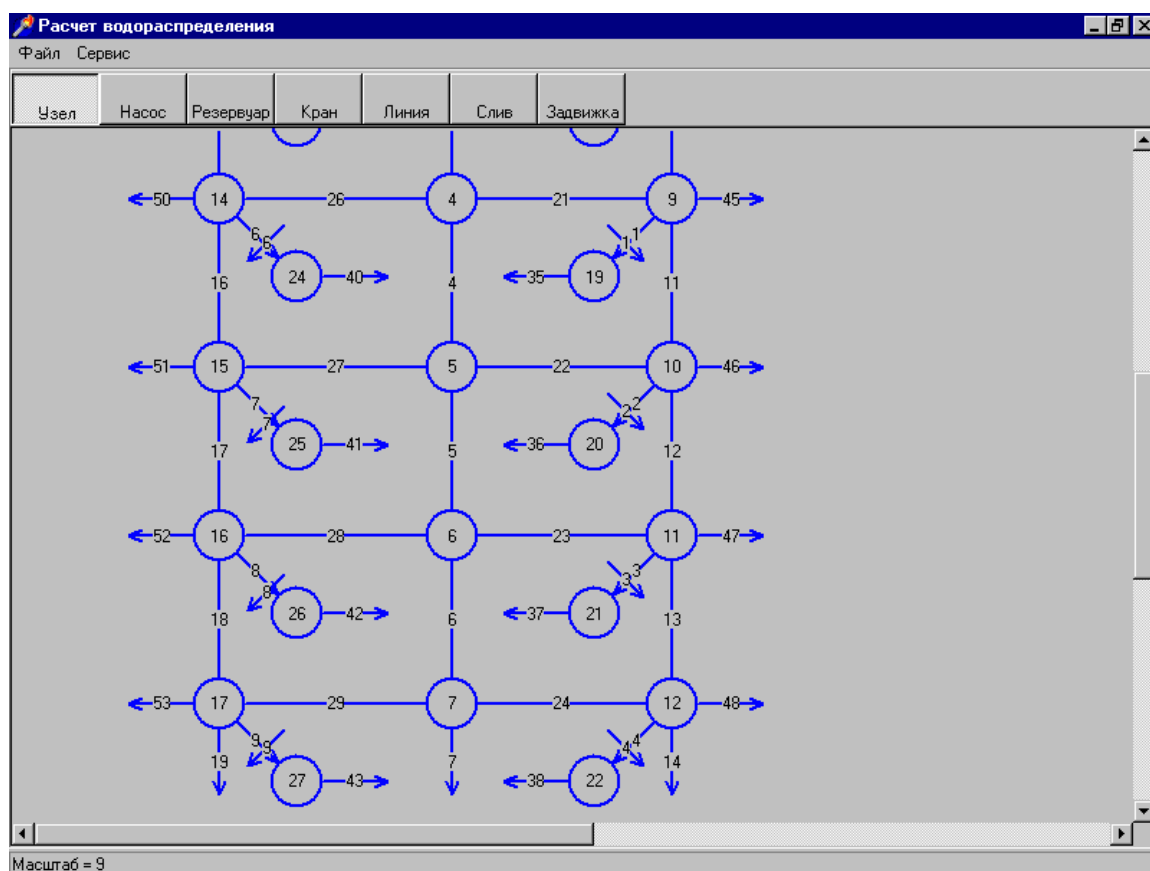 Расчет водораспределения
Файл Сервис
Узел Насос Резервуар Кран Линия Слив Задвижка
50 14 26 4 21 9 45
6 6 1 1
16 24 40 4 35 19 11
51 15 27 5 22 10 46
7 7 2 2
17 25 41 5 36 20 12
52 16 28 6 23 11 47
8 8 3 3
18 26 42 6 37 21 13
53 17 29 7 24 12 48
9 9 4 4
19 7 14
27 43 38 22
Масштаб = 9